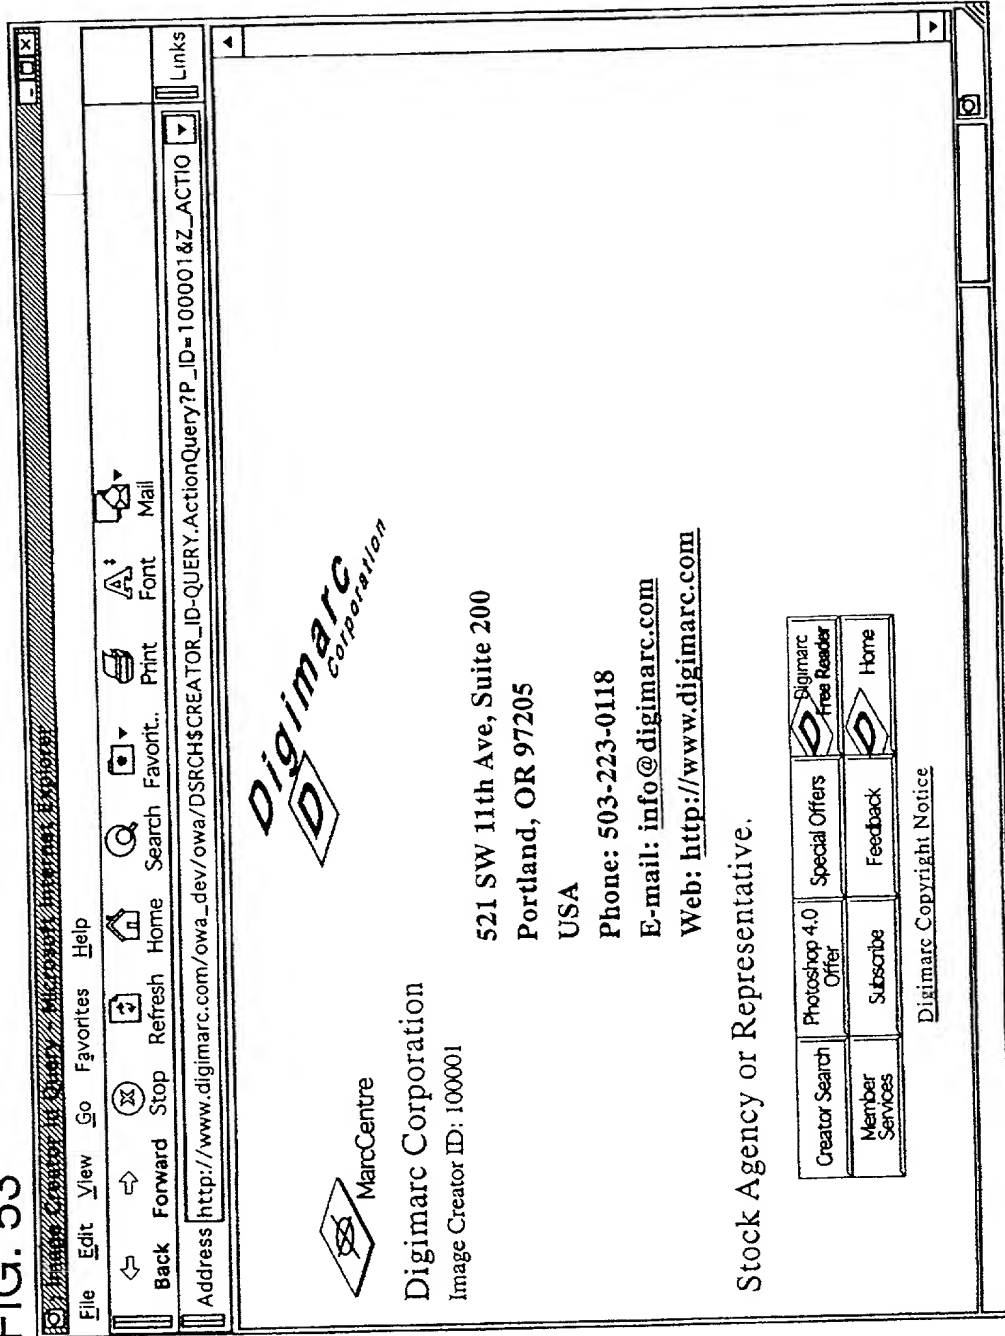 FIG. 53
Image Creator Id Query - Microsoft Internet Explorer
File Edit View Go Favorites Help
Back Forward Stop Refresh Home Search Favorit.. Print Font Mail
Address http://www.digimarc.com/owa_dev/owa/DSRCH$CREATOR_ID-QUERY.ActionQuery?P_ID=100001&Z_ACTIO Links
MarcCentre
D Digimarc
Corporation
Digimarc Corporation
Image Creator ID: 100001
521 SW 11th Ave, Suite 200
Portland, OR 97205
USA
Phone: 503-223-0118
E-mail: info@digimarc.com
Web: http://www.digimarc.com
Stock Agency or Representative.
Creator Search Photoshop 4.0 Offer Special Offers D Digimarc Free Reader
Member Services Subscribe Feedback D Home
Digimarc Copyright Notice